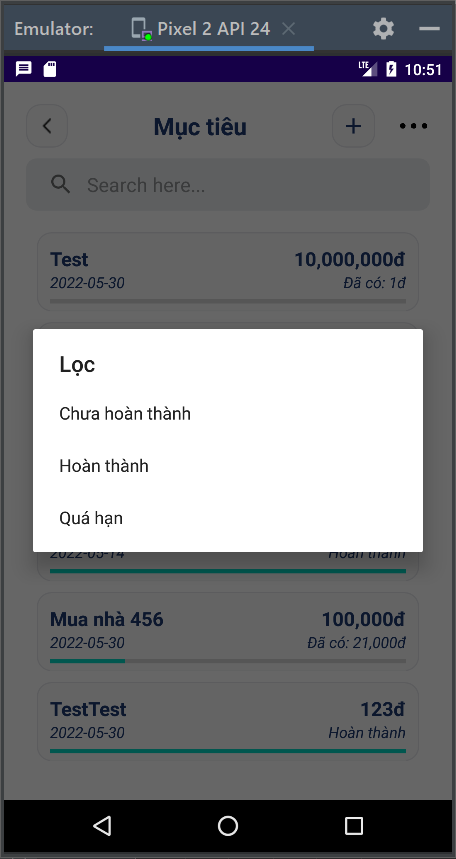 Emulator: Pixel 2 API 24
LTE 10:51
Mục tiêu
Search here...
Test 10,000,000đ
2022-05-30 Đã có: 1đ
Lọc
Chưa hoàn thành
Hoàn thành
Quá hạn
2022-05-14 Hoàn thành
Mua nhà 456 100,000đ
2022-05-30 Đã có: 21,000đ
TestTest 123đ
2022-05-30 Hoàn thành